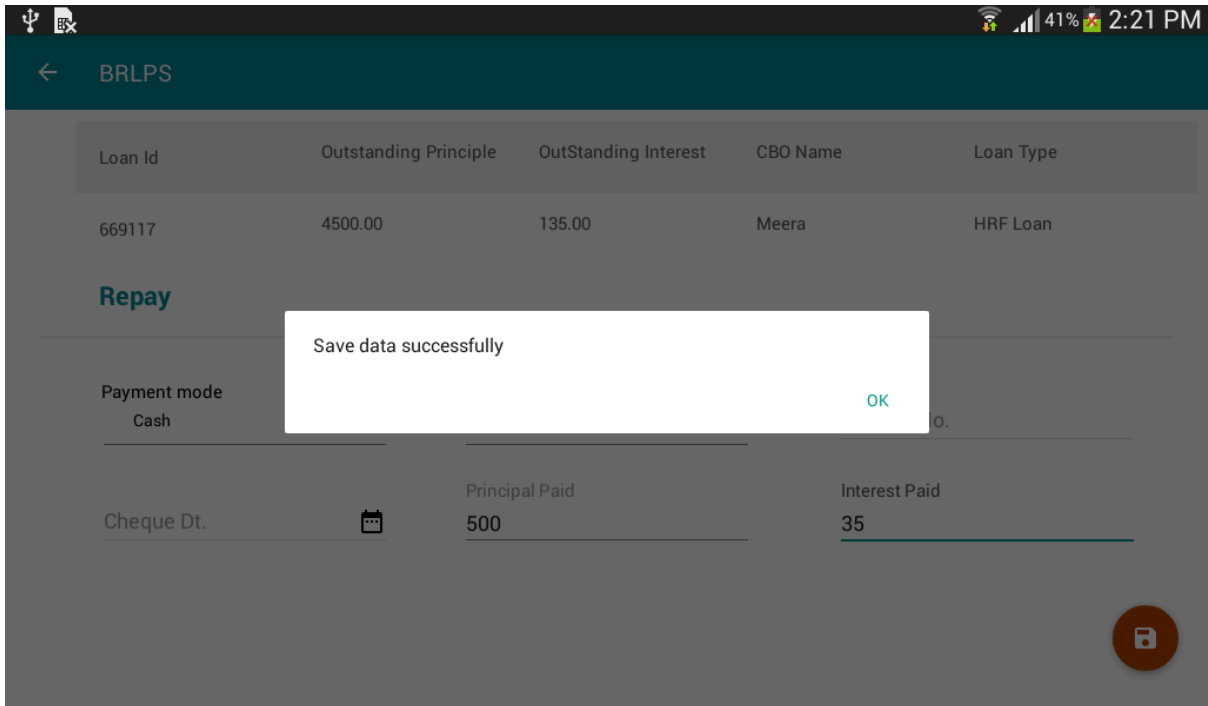 41% 2:21 PM
BRLPS
Loan Id Outstanding Principle OutStanding Interest CBO Name Loan Type
669117 4500.00 135.00 Meera HRF Loan
Repay
Save data successfully
OK
Payment mode
Cash
o.
Principal Paid Interest Paid
Cheque Dt. 500 35